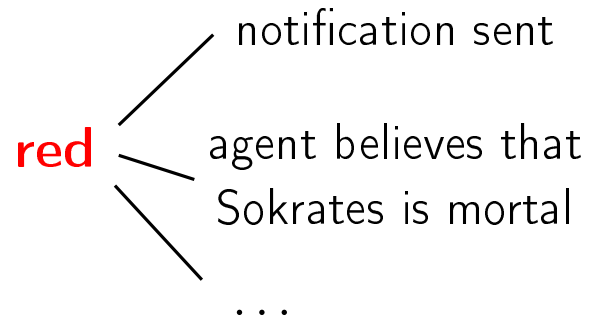 notification sent
red
agent believes that
Sokrates is mortal
...